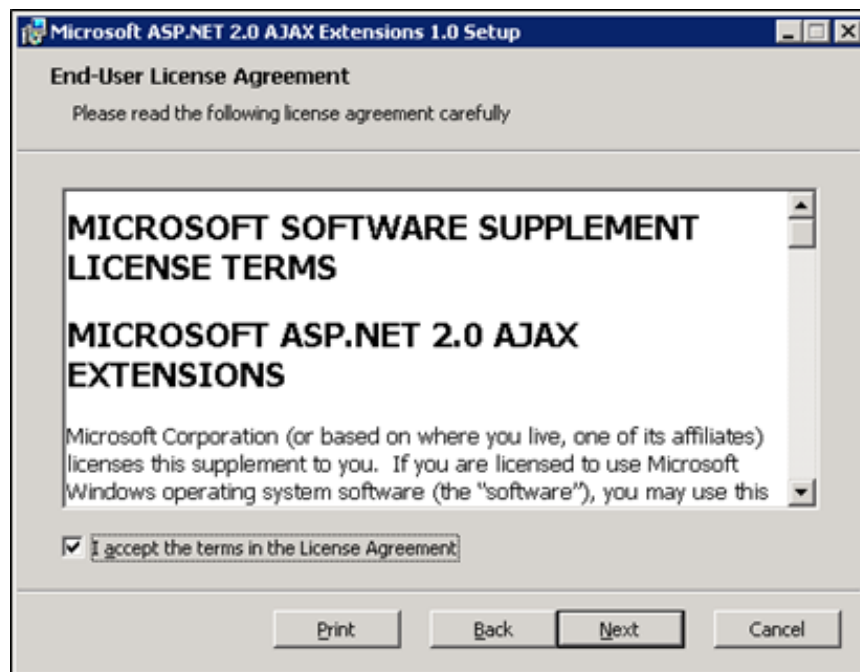 Microsoft ASP.NET 2.0 AJAX Extensions 1.0 Setup
End-User License Agreement
Please read the following license agreement carefully
MICROSOFT SOFTWARE SUPPLEMENT
LICENSE TERMS
MICROSOFT ASP.NET 2.0 AJAX
EXTENSIONS
Microsoft Corporation (or based on where you live, one of its affiliates)
licenses this supplement to you.  If you are licensed to use Microsoft
Windows operating system software (the "software"), you may use this
I accept the terms in the License Agreement
Print Back Next Cancel